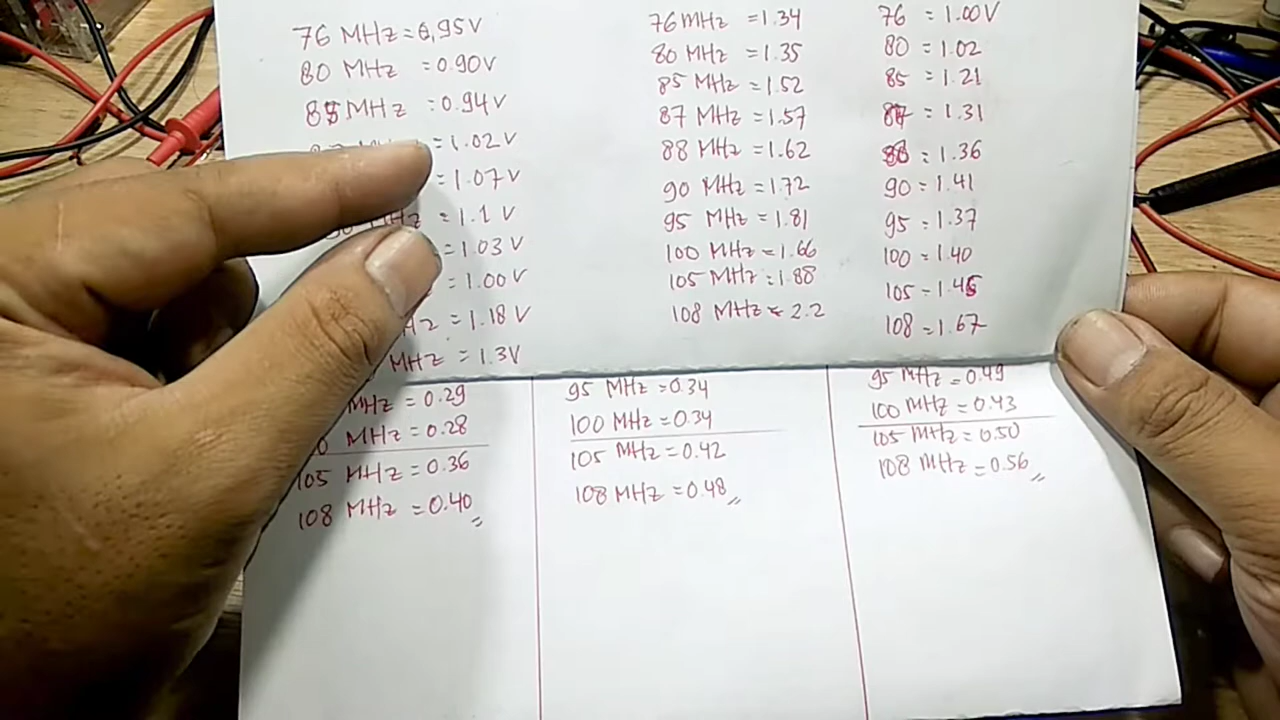 76 MHz = 0,95V
80 MHz = 0.90V
85 MHz = 0.94V
= 1.02V
= 1.07V
MHz = 1.1 V
= 1.03V
= 1.00V
Hz = 1.18 V
MHz = 1.3V
76 MHz = 1.34
80 MHz = 1.35
85 MHz = 1.52
87 MHz = 1.57
88 MHz = 1.62
90 MHz = 1.72
95 MHz = 1.81
100 MHz = 1.66
105 MHz = 1.88
108 MHz = 2.2
76 = 1.00V
80 = 1.02
85 = 1.21
87 = 1.31
88 = 1.36
90 = 1.41
95 = 1.37
100 = 1.40
105 = 1.45
108 = 1.67
MHz = 0.29
MHz = 0.28
105 MHz = 0.36
108 MHz = 0.40
95 MHz = 0.34
100 MHz = 0.34
105 MHz = 0.42
108 MHz = 0.48
95 MHz = 0.49
100 MHz = 0.43
105 MHz = 0.50
108 MHz = 0.56